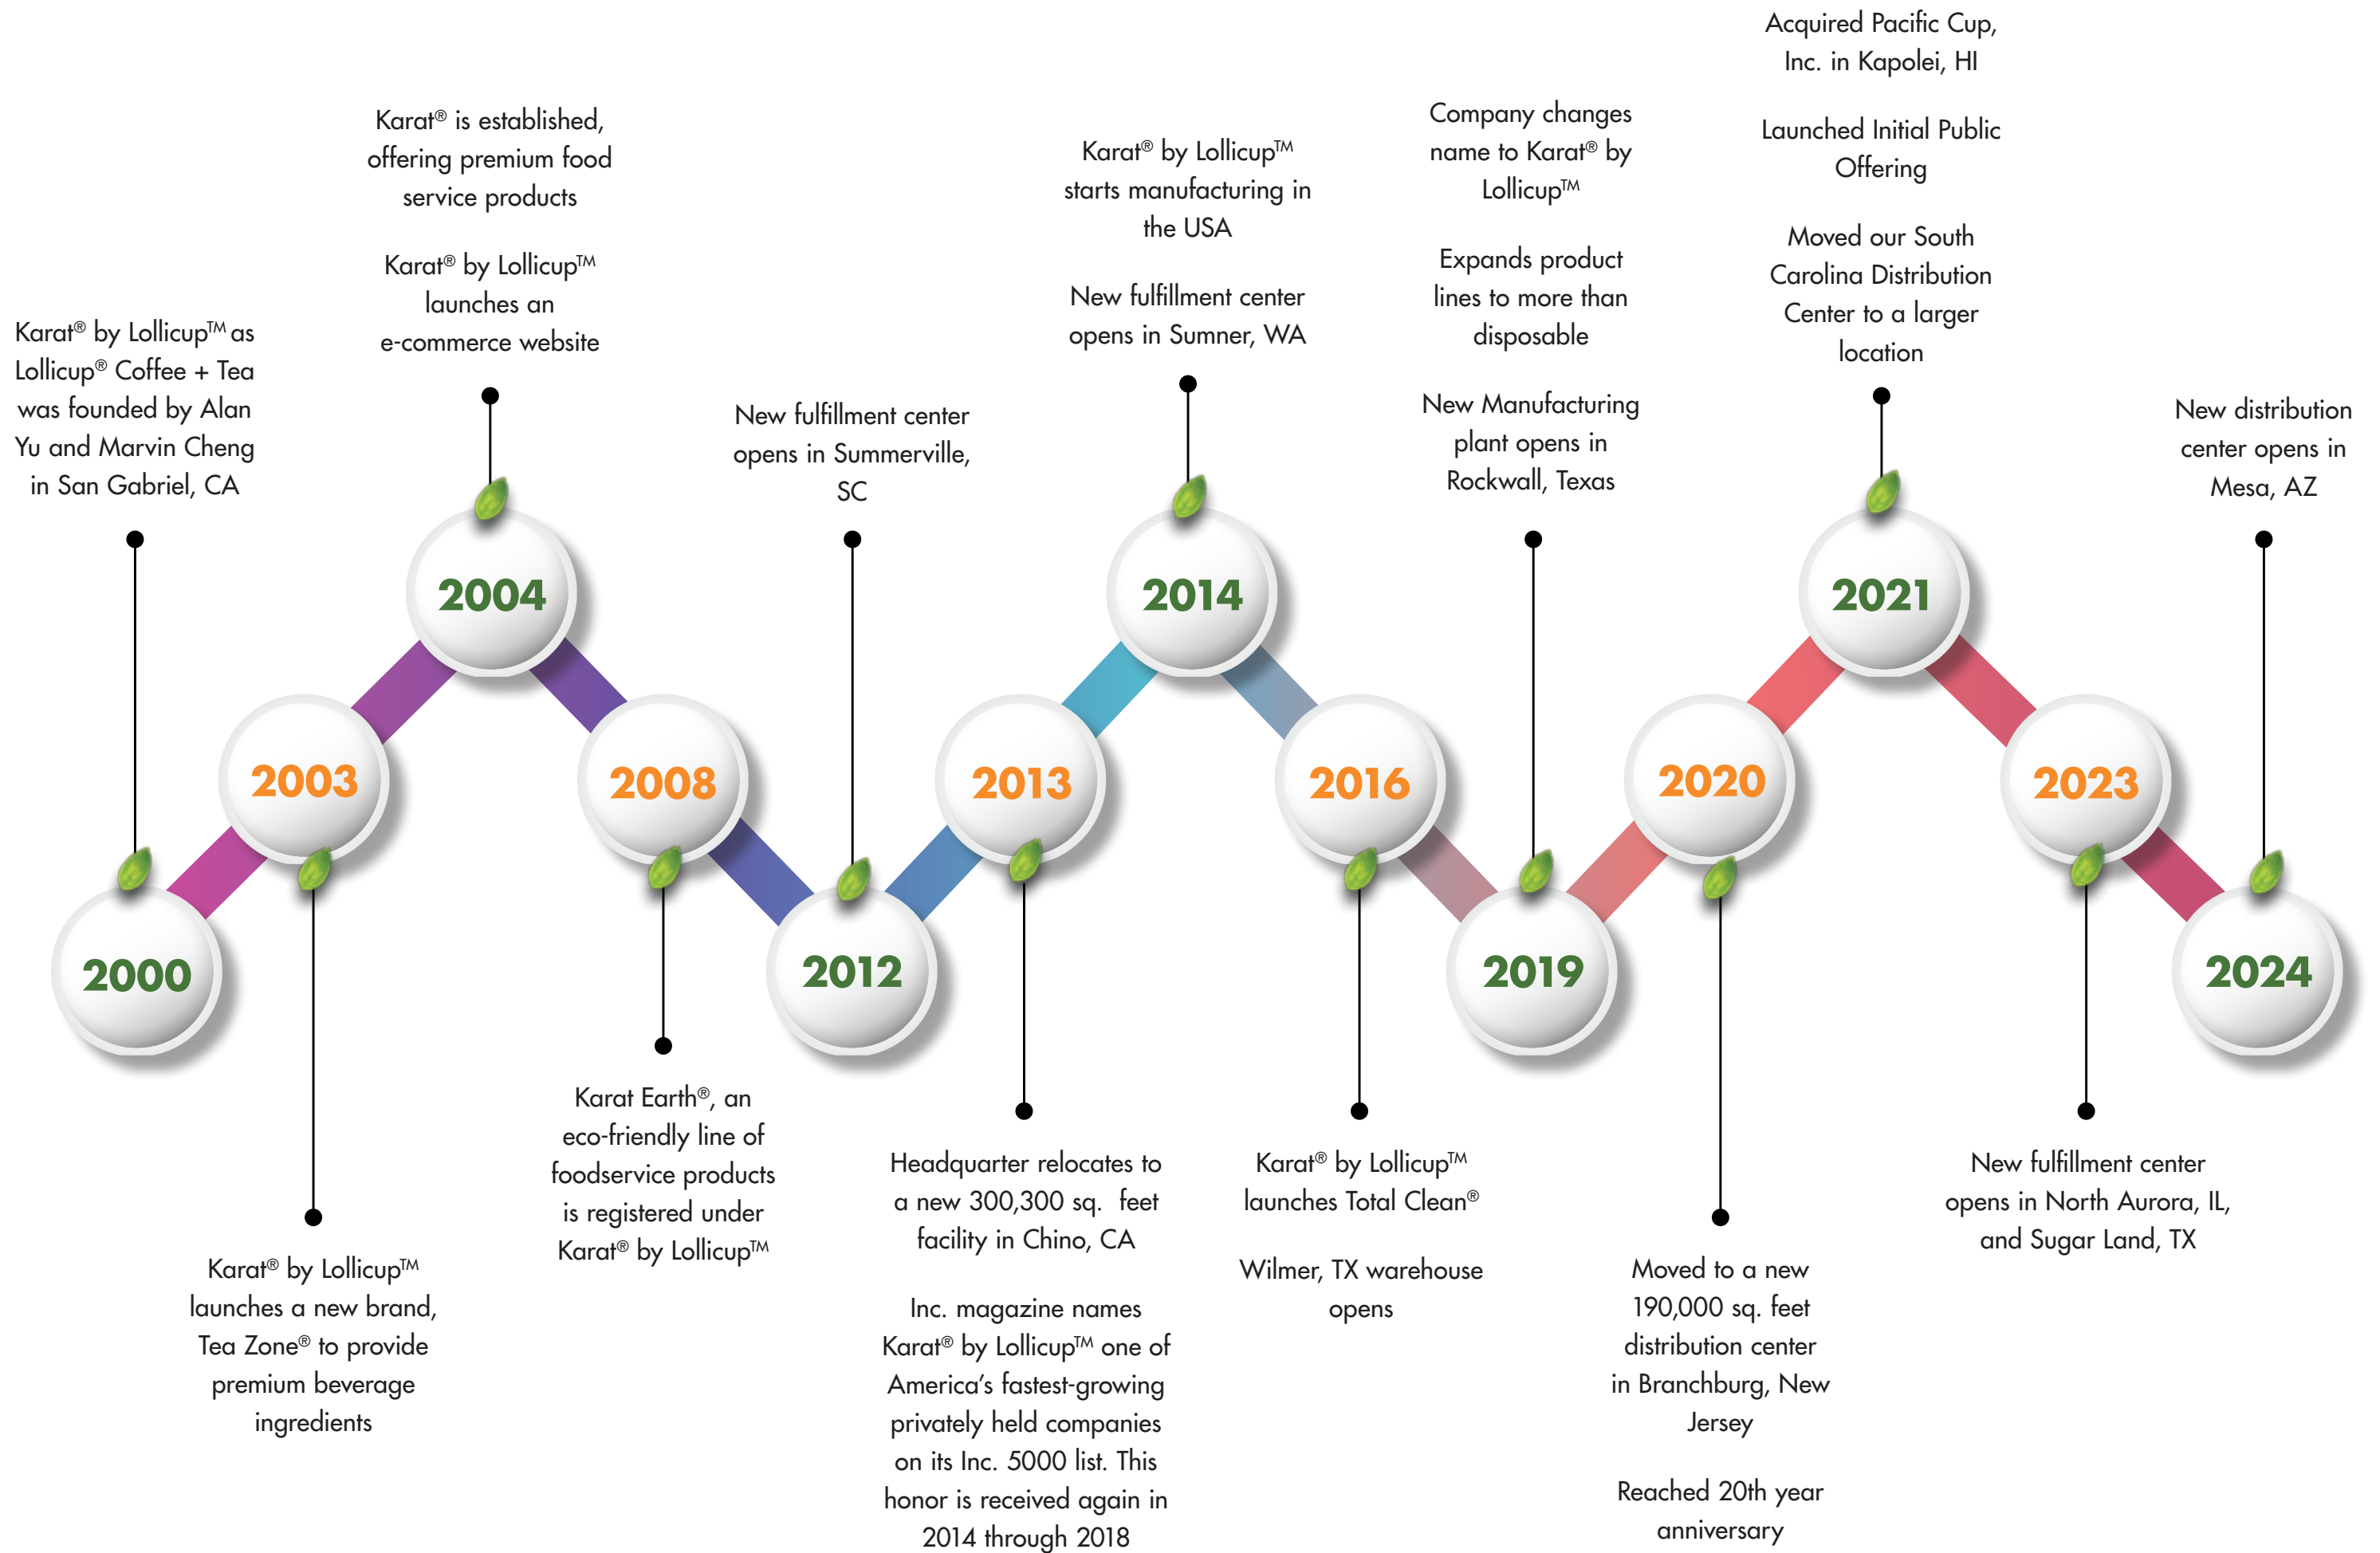 Karat® by Lollicup™ as
Lollicup® Coffee + Tea
was founded by Alan
Yu and Marvin Cheng
in San Gabriel, CA
2000
2003
Karat® by Lollicup™
launches a new brand,
Tea Zone® to provide
premium beverage
ingredients
Karat® is established,
offering premium food
service products
Karat® by Lollicup™
launches an
e-commerce website
2004
2008
Karat Earth®, an
eco-friendly line of
foodservice products
is registered under
Karat® by Lollicup™
New fulfillment center
opens in Summerville,
SC
2012
2013
Headquarter relocates to
a new 300,300 sq. feet
facility in Chino, CA
Inc. magazine names
Karat® by Lollicup™ one of
America's fastest-growing
privately held companies
on its Inc. 5000 list. This
honor is received again in
2014 through 2018
Karat® by Lollicup™
starts manufacturing in
the USA
New fulfillment center
opens in Sumner, WA
2014
2016
Karat® by Lollicup™
launches Total Clean®
Wilmer, TX warehouse
opens
Company changes
name to Karat® by
Lollicup™
Expands product
lines to more than
disposable
New Manufacturing
plant opens in
Rockwall, Texas
2019
2020
Moved to a new
190,000 sq. feet
distribution center
in Branchburg, New
Jersey
Reached 20th year
anniversary
Acquired Pacific Cup,
Inc. in Kapolei, HI
Launched Initial Public
Offering
Moved our South
Carolina Distribution
Center to a larger
location
2021
2023
New fulfillment center
opens in North Aurora, IL,
and Sugar Land, TX
New distribution
center opens in
Mesa, AZ
2024